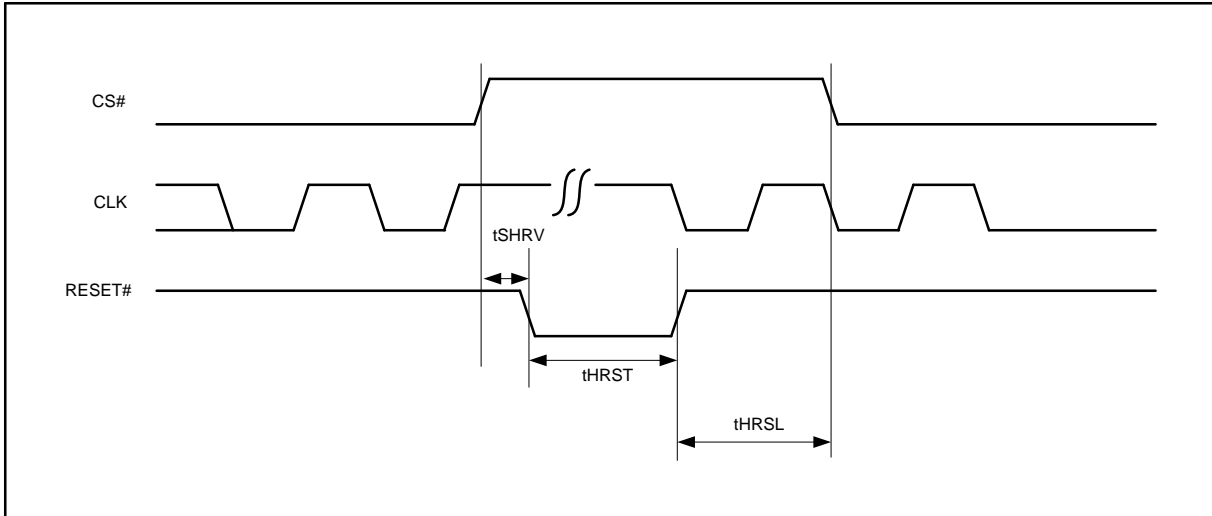 CS#
CLK
tSHRV
RESET#
tHRST
tHRSL